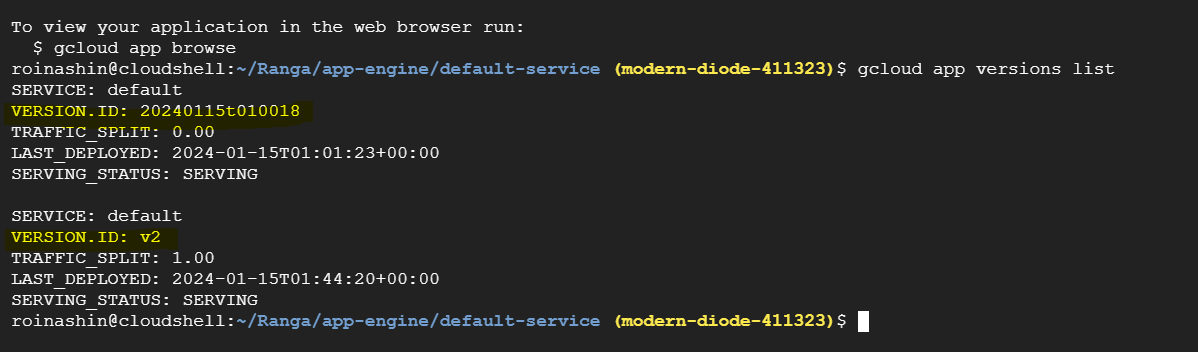 To view your application in the web browser run:
$ gcloud app browse
roinashin@cloudshell:~/Ranga/app-engine/default-service (modern-diode-411323)$ gcloud app versions list
SERVICE: default
VERSION.ID: 20240115t010018
TRAFFIC_SPLIT: 0.00
LAST_DEPLOYED: 2024-01-15T01:01:23+00:00
SERVING_STATUS: SERVING
SERVICE: default
VERSION.ID: v2
TRAFFIC_SPLIT: 1.00
LAST_DEPLOYED: 2024-01-15T01:44:20+00:00
SERVING_STATUS: SERVING
roinashin@cloudshell:~/Ranga/app-engine/default-service (modern-diode-411323)$